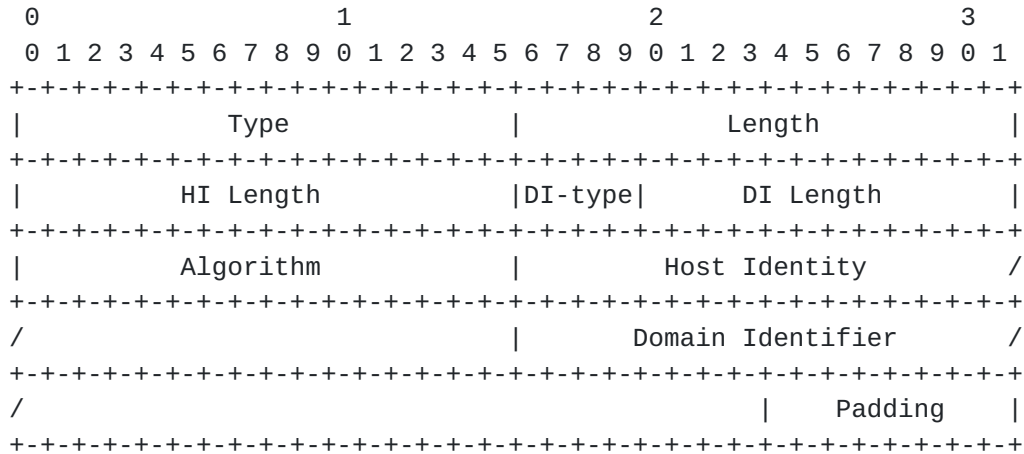 0                   1                   2                   3
 0 1 2 3 4 5 6 7 8 9 0 1 2 3 4 5 6 7 8 9 0 1 2 3 4 5 6 7 8 9 0 1
+-+-+-+-+-+-+-+-+-+-+-+-+-+-+-+-+-+-+-+-+-+-+-+-+-+-+-+-+-+-+-+-+
|             Type              |             Length            |
+-+-+-+-+-+-+-+-+-+-+-+-+-+-+-+-+-+-+-+-+-+-+-+-+-+-+-+-+-+-+-+-+
|          HI Length            |DI-type|      DI Length        |
+-+-+-+-+-+-+-+-+-+-+-+-+-+-+-+-+-+-+-+-+-+-+-+-+-+-+-+-+-+-+-+-+
|          Algorithm            |         Host Identity         /
+-+-+-+-+-+-+-+-+-+-+-+-+-+-+-+-+-+-+-+-+-+-+-+-+-+-+-+-+-+-+-+-+
/                               |       Domain Identifier       /
+-+-+-+-+-+-+-+-+-+-+-+-+-+-+-+-+-+-+-+-+-+-+-+-+-+-+-+-+-+-+-+-+
/                                               |    Padding    |
+-+-+-+-+-+-+-+-+-+-+-+-+-+-+-+-+-+-+-+-+-+-+-+-+-+-+-+-+-+-+-+-+